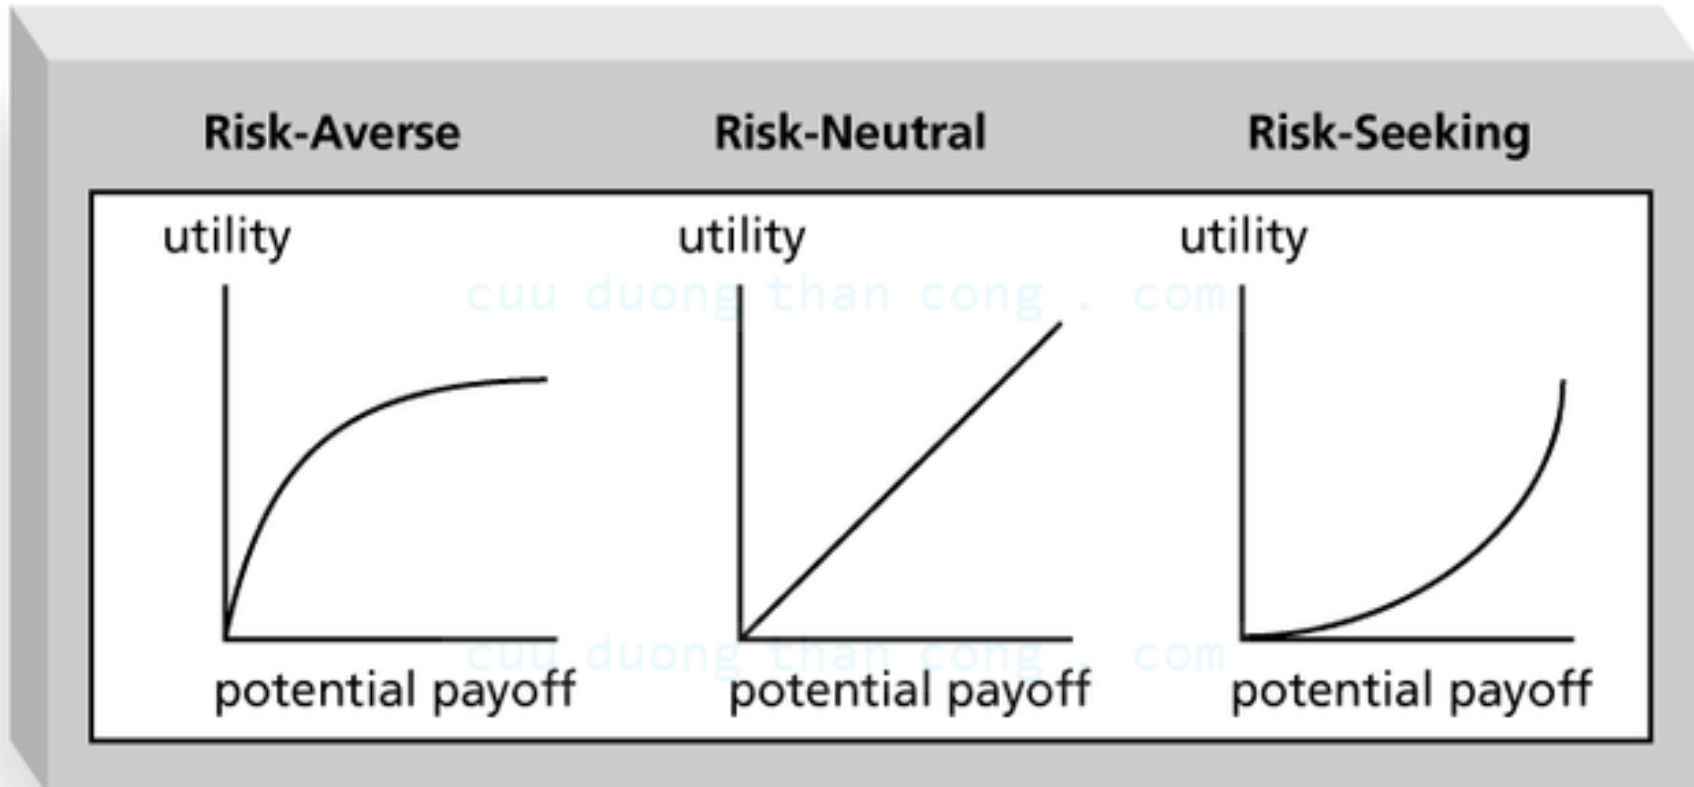 Risk-Averse Risk-Neutral Risk-Seeking
utility utility utility
cuu duong than cong . com
cuu duong than cong . com
potential payoff potential payoff potential payoff